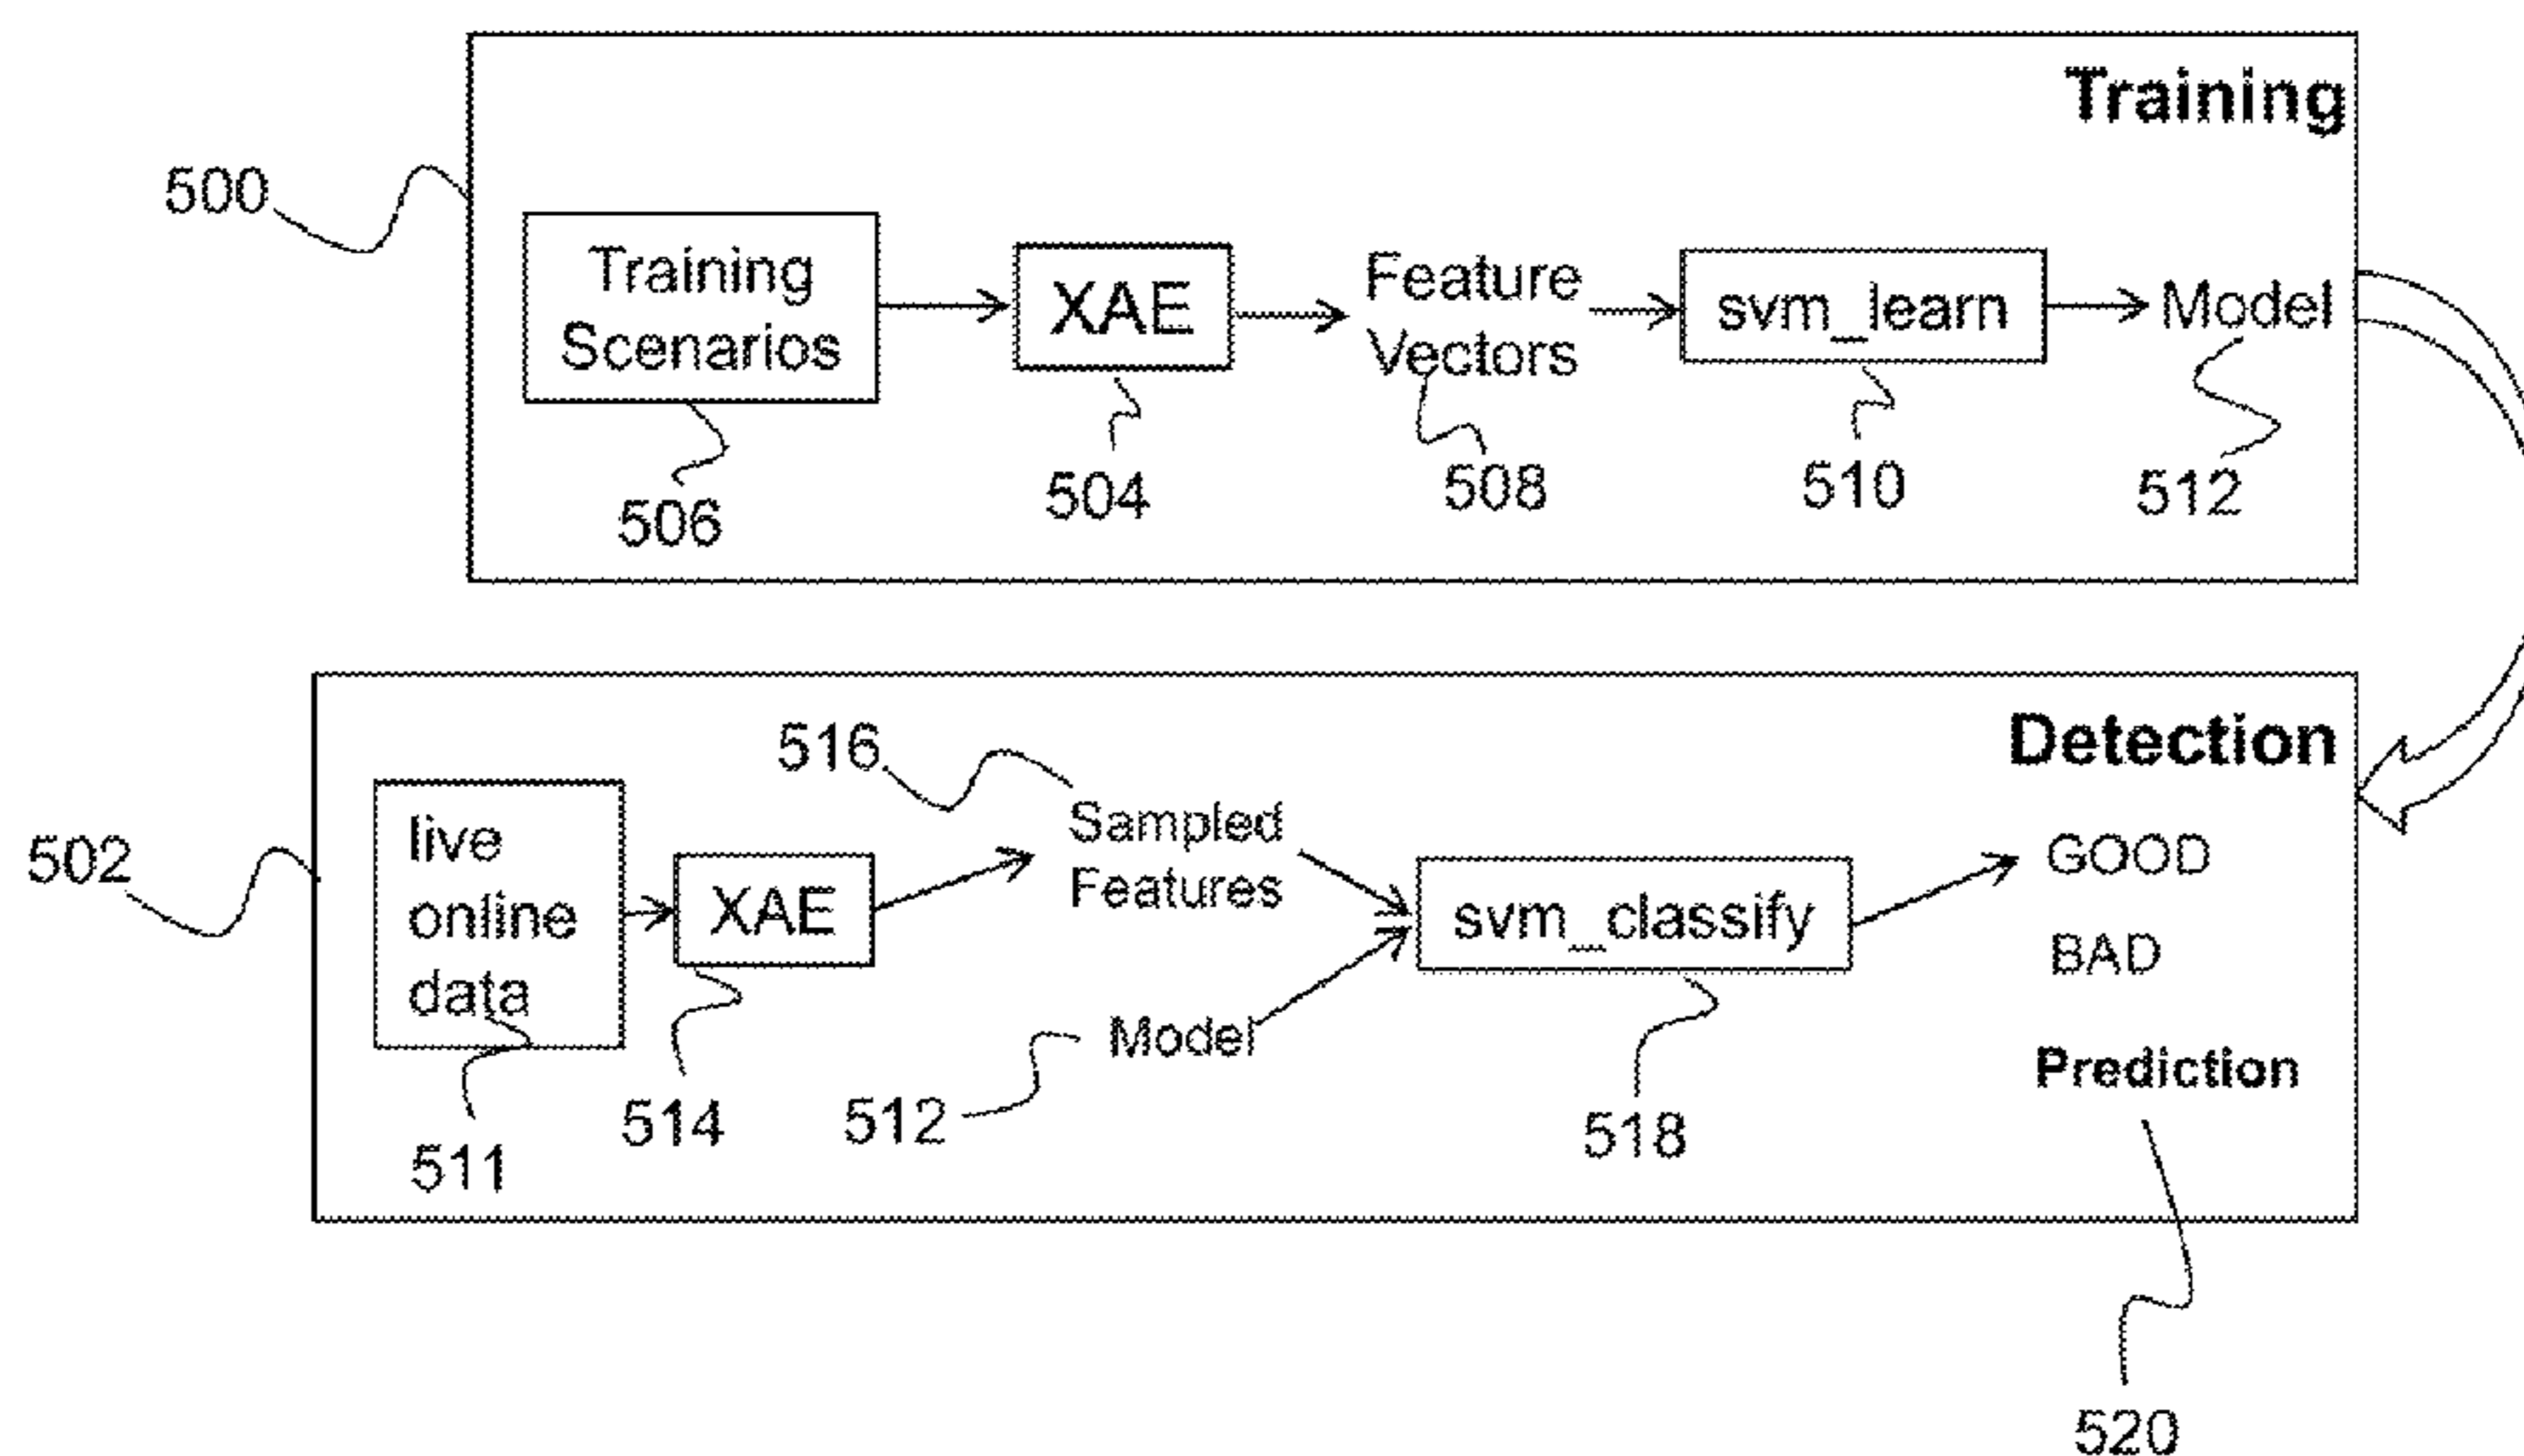 Training
500
Training
Scenarios
XAE
Feature
Vectors
svm_learn
Model
506
504
508
510
512
Detection
502
live
online
data
XAE
516
Sampled
Features
Model
svm_classify
GOOD
BAD
Prediction
511
514
512
518
520